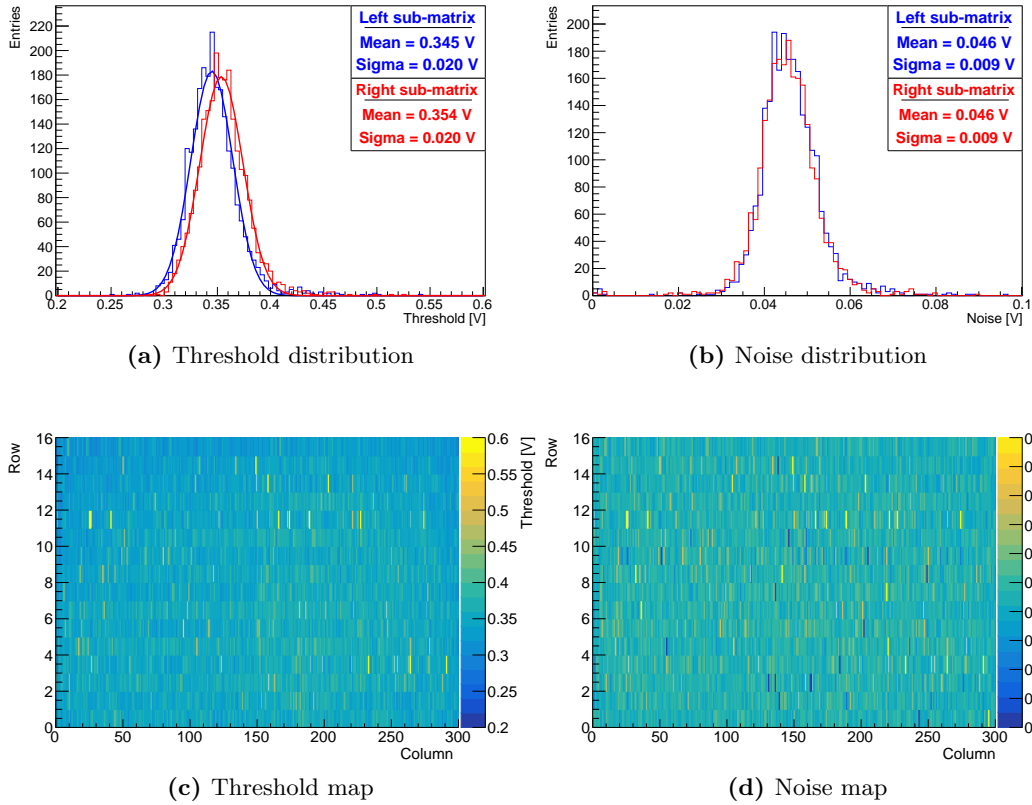 Entries
220
200
180
160
140
120
100
80
60
40
20
0
0.2 0.25 0.3 0.35 0.4 0.45 0.5 0.55 0.6
Threshold [V]
Left sub-matrix
Mean = 0.345 V
Sigma = 0.020 V
Right sub-matrix
Mean = 0.354 V
Sigma = 0.020 V
(a) Threshold distribution
Entries
200
180
160
140
120
100
80
60
40
20
0
0 0.02 0.04 0.06 0.08 0.1
Noise [V]
Left sub-matrix
Mean = 0.046 V
Sigma = 0.009 V
Right sub-matrix
Mean = 0.046 V
Sigma = 0.009 V
(b) Noise distribution
Row
16
14
12
10
8
6
4
2
0
0 50 100 150 200 250 300
Column
0.6
0.55
0.5
0.45
0.4
0.35
0.3
0.25
0.2
Threshold [V]
(c) Threshold map
Row
16
14
12
10
8
6
4
2
0
0 50 100 150 200 250 300
Column
(d) Noise map